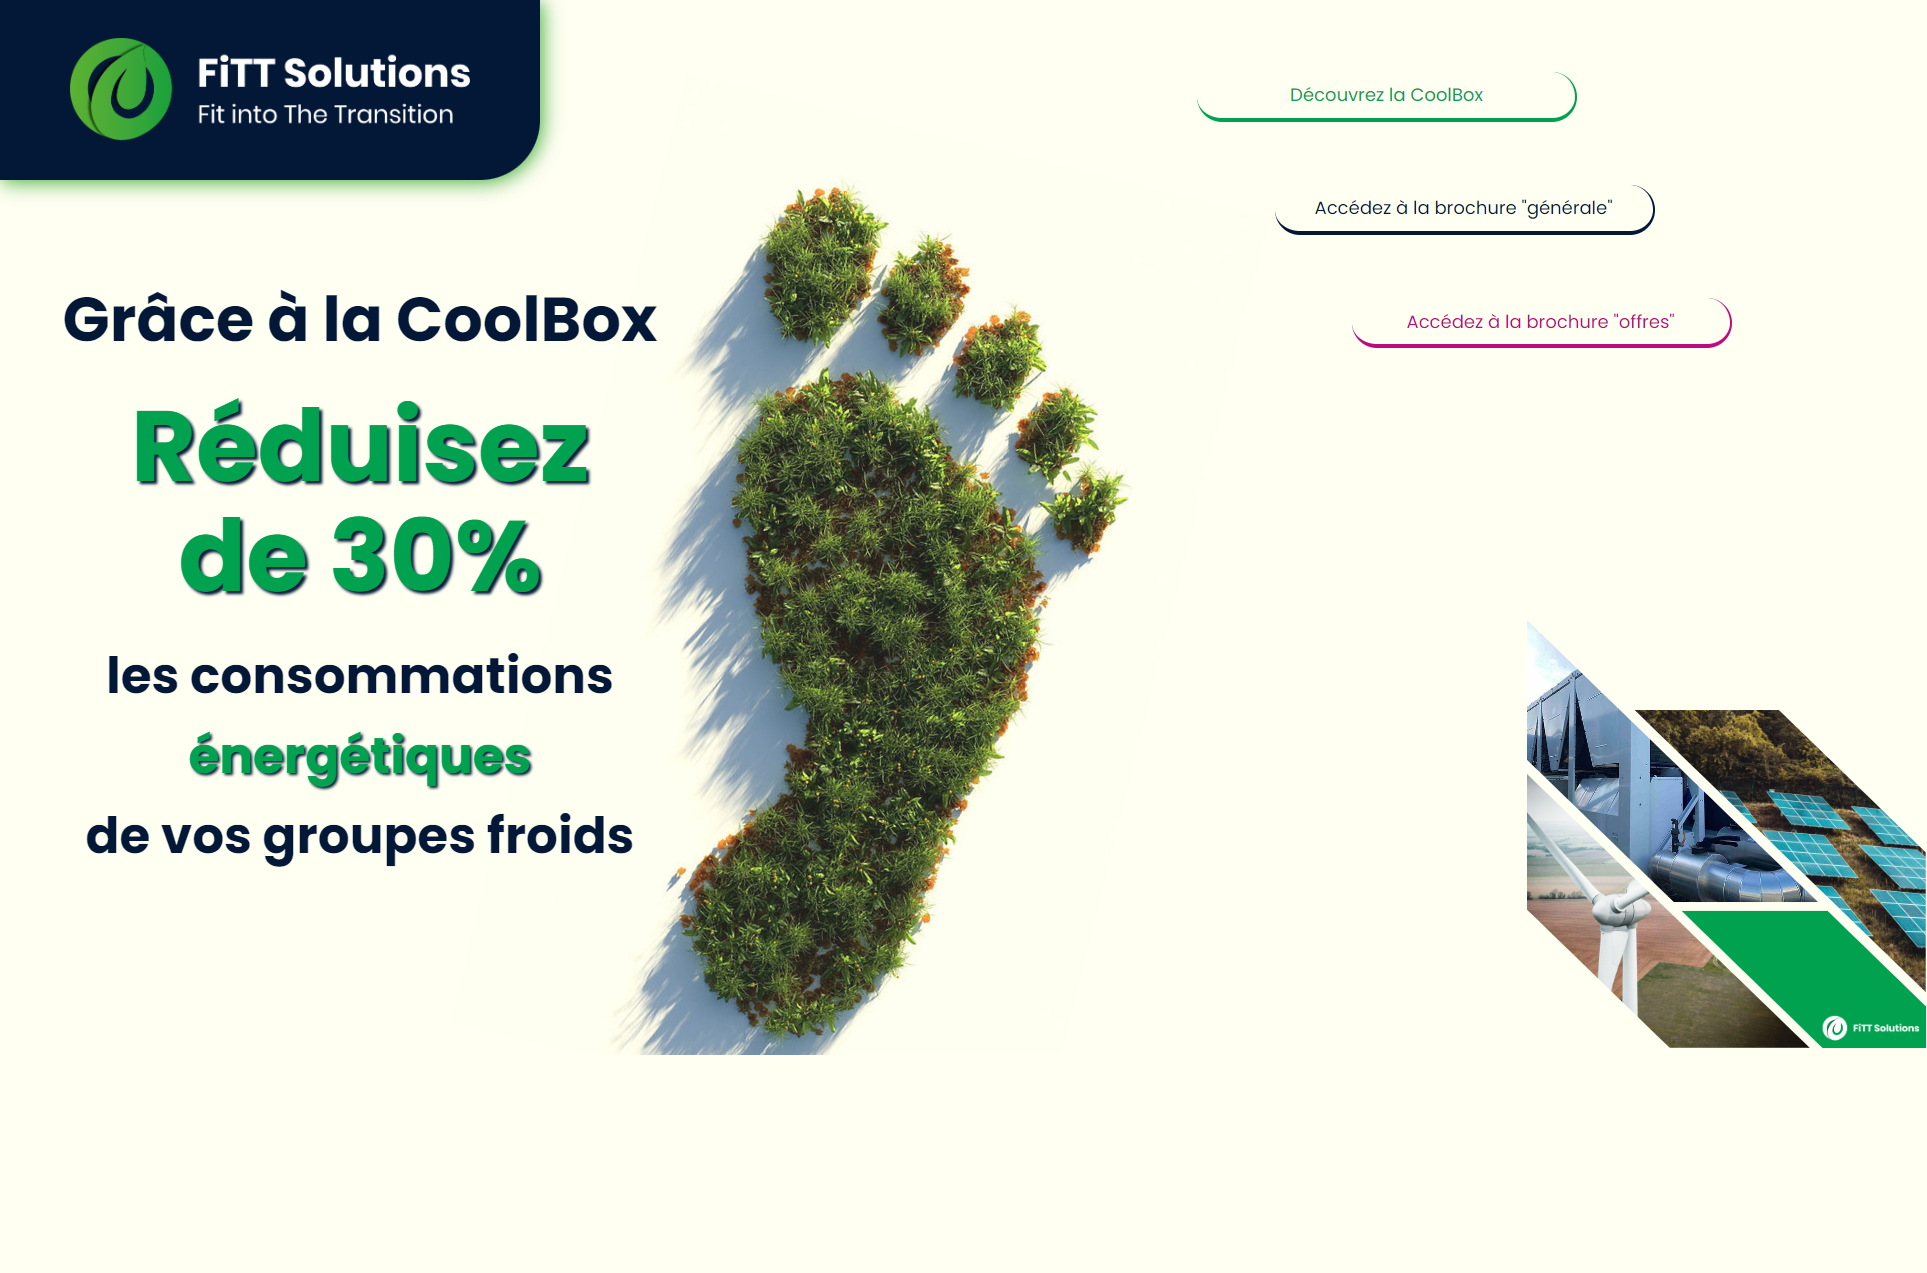 FiTT Solutions
Fit into The Transition
Découvrez la CoolBox
Accédez à la brochure "générale"
Accédez à la brochure "offres"
Grâce à la CoolBox
Réduisez
de 30%
les consommations
énergétiques
de vos groupes froids
FiTT Solutions